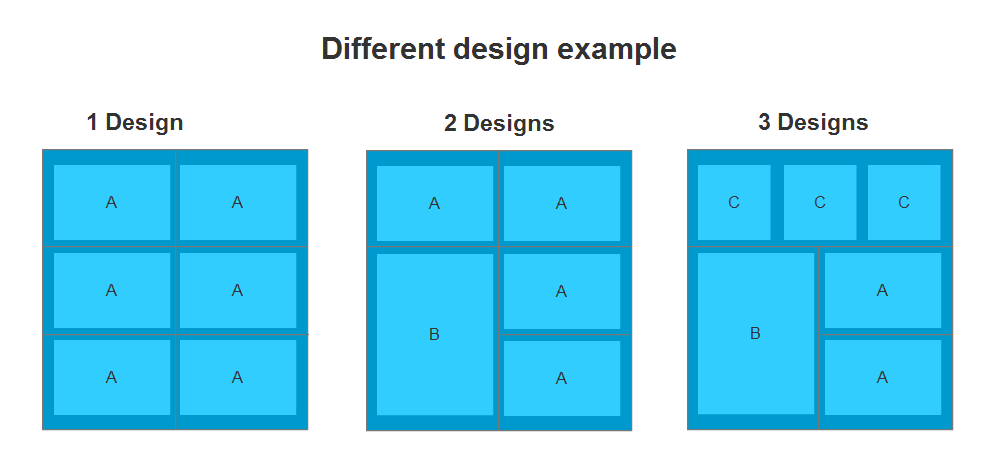 Different design example
1 Design
A A
A A
A A
2 Designs
A A
B
A
A
3 Designs
C C C
B
A
A